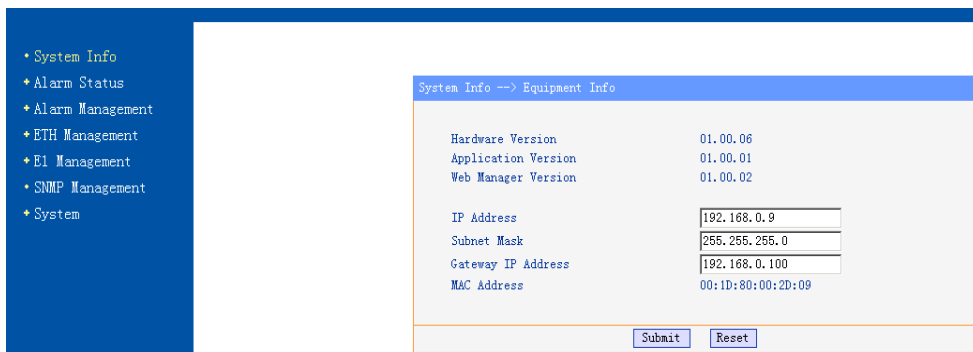 System Info
Alarm Status
Alarm Management
ETH Management
E1 Management
SNMP Management
System
System Info --> Equipment Info
Hardware Version 01.00.06
Application Version 01.00.01
Web Manager Version 01.00.02
IP Address 192.168.0.9
Subnet Mask 255.255.255.0
Gateway IP Address 192.168.0.100
MAC Address 00:1D:80:00:2D:09
Submit Reset